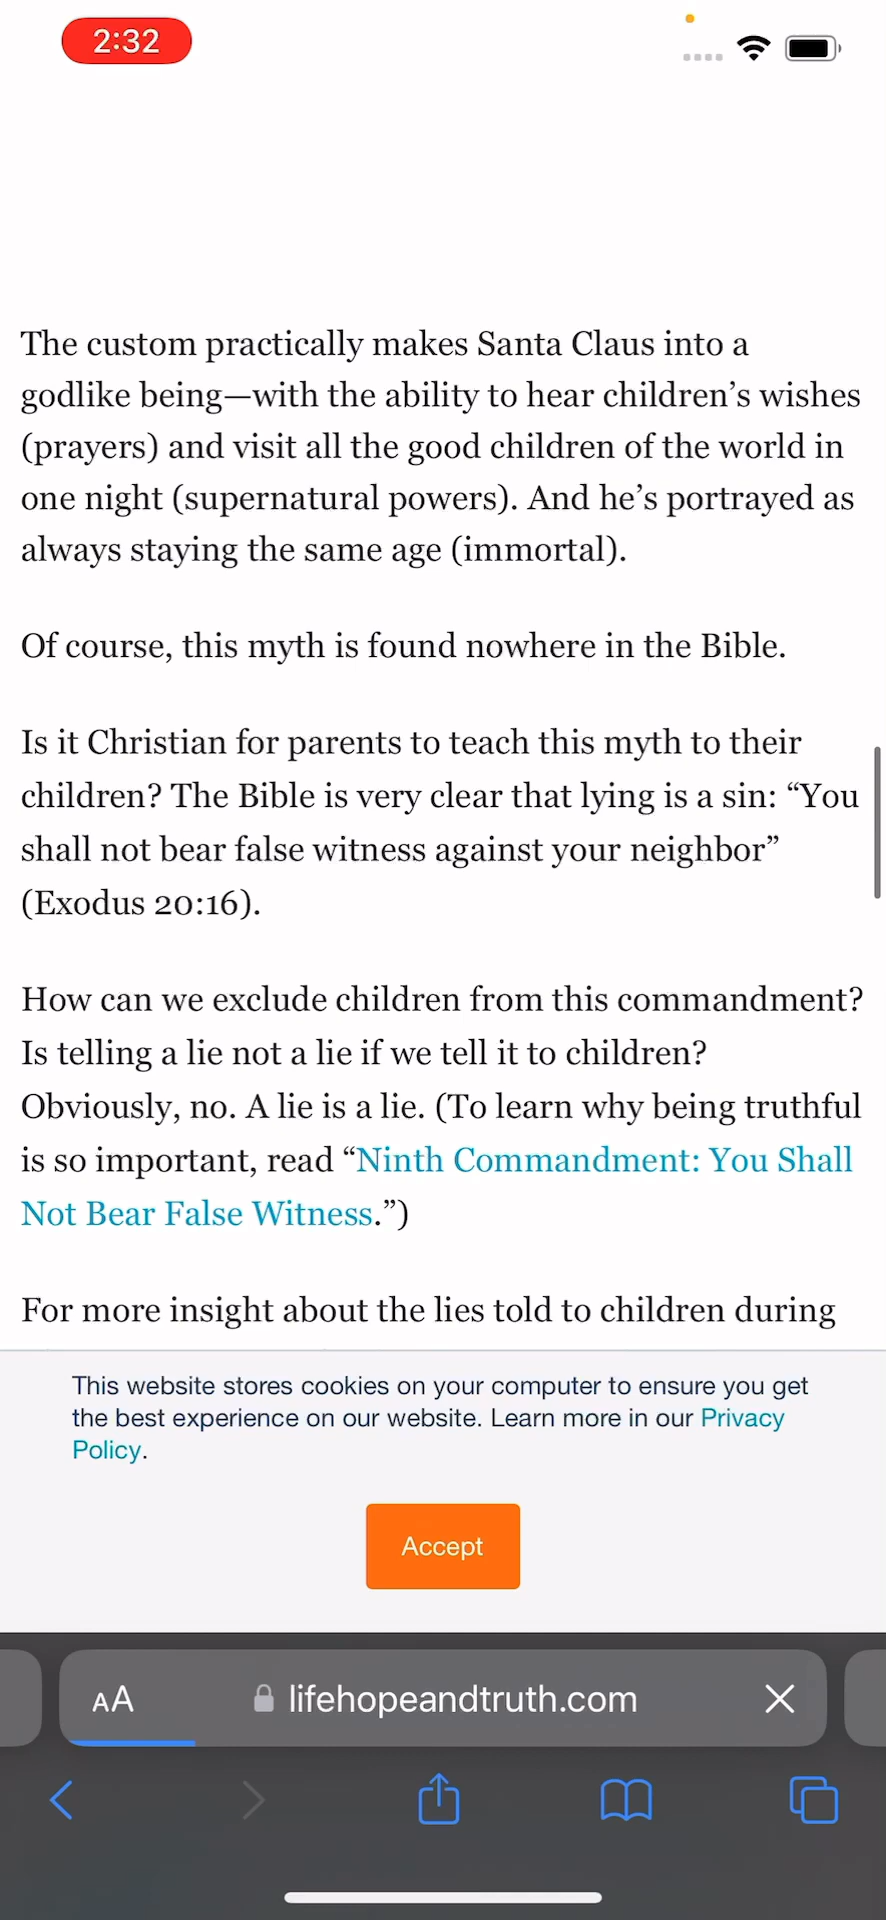 2:32
The custom practically makes Santa Claus into a
godlike being—with the ability to hear children’s wishes
(prayers) and visit all the good children of the world in
one night (supernatural powers). And he’s portrayed as
always staying the same age (immortal).
Of course, this myth is found nowhere in the Bible.
Is it Christian for parents to teach this myth to their
children? The Bible is very clear that lying is a sin: “You
shall not bear false witness against your neighbor”
(Exodus 20:16).
How can we exclude children from this commandment?
Is telling a lie not a lie if we tell it to children?
Obviously, no. A lie is a lie. (To learn why being truthful
is so important, read “Ninth Commandment: You Shall
Not Bear False Witness.”)
For more insight about the lies told to children during
This website stores cookies on your computer to ensure you get
the best experience on our website. Learn more in our Privacy
Policy.
Accept
AA lifehopeandtruth.com